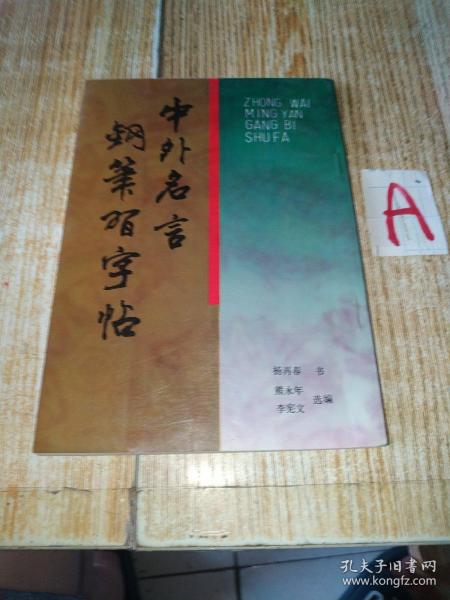 中外名言
钢笔习字帖
ZHONG WAI
MING YAN
GANG BI
SHU FA
杨再春 书
熊永年
李宪文 选编
A
孔夫子旧书网
www.kongfz.com